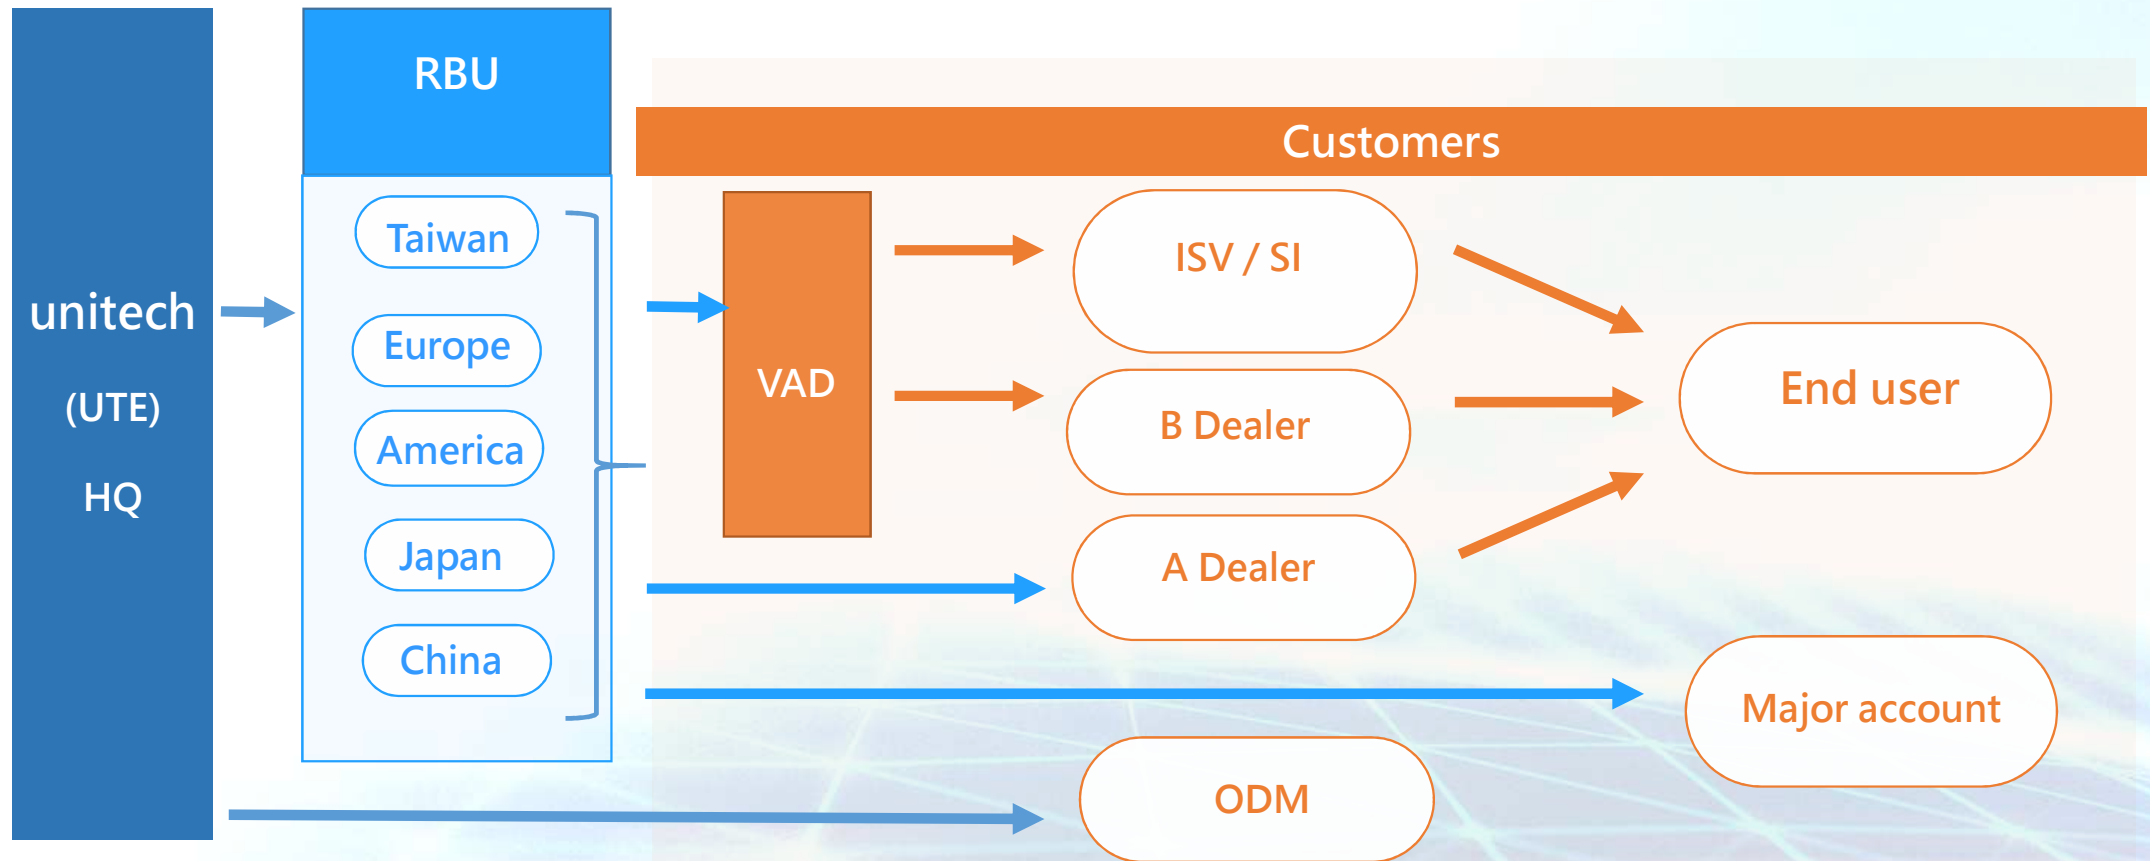 unitech
(UTE)
HQ
RBU
Taiwan
Europe
America
Japan
China
Customers
VAD
ISV / SI
B Dealer
A Dealer
ODM
End user
Major account